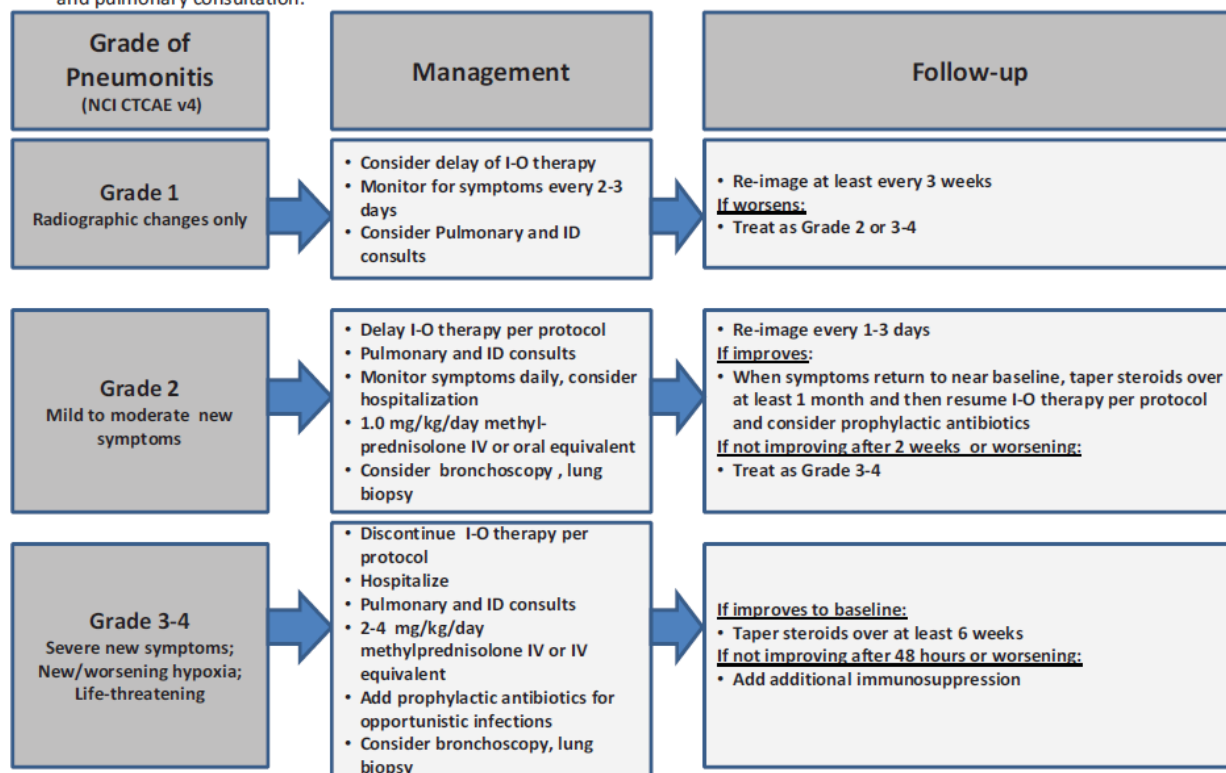 and pulmonary consultation.
Grade of
Pneumonitis
(NCI CTCAE v4)
Management
Follow-up
Grade 1
Radiographic changes only
• Consider delay of I-O therapy
• Monitor for symptoms every 2-3
days
• Consider Pulmonary and ID
consults
• Re-image at least every 3 weeks
If worsens:
• Treat as Grade 2 or 3-4
Grade 2
Mild to moderate new
symptoms
• Delay I-O therapy per protocol
• Pulmonary and ID consults
• Monitor symptoms daily, consider
hospitalization
• 1.0 mg/kg/day methyl-
prednisolone IV or oral equivalent
• Consider bronchoscopy , lung
biopsy
• Re-image every 1-3 days
If improves:
• When symptoms return to near baseline, taper steroids over
at least 1 month and then resume I-O therapy per protocol
and consider prophylactic antibiotics
If not improving after 2 weeks or worsening:
• Treat as Grade 3-4
Grade 3-4
Severe new symptoms;
New/worsening hypoxia;
Life-threatening
• Discontinue I-O therapy per
protocol
• Hospitalize
• Pulmonary and ID consults
• 2-4 mg/kg/day
methylprednisolone IV or IV
equivalent
• Add prophylactic antibiotics for
opportunistic infections
• Consider bronchoscopy, lung
biopsy
If improves to baseline:
• Taper steroids over at least 6 weeks
If not improving after 48 hours or worsening:
• Add additional immunosuppression